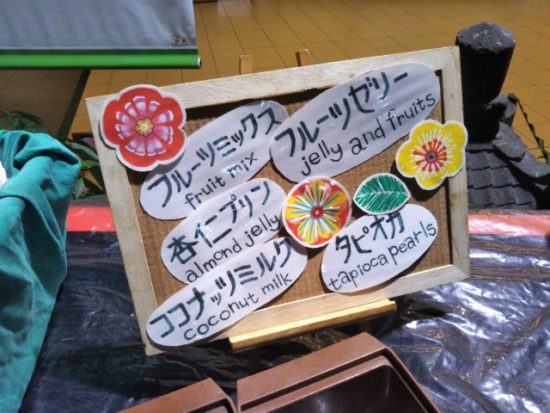 フルーツミックス
fruit mix
フルーツゼリー
jelly and fruits
杏仁プリン
almond jelly
タピオカ
tapioca pearls
ココナッツミルク
coconut milk